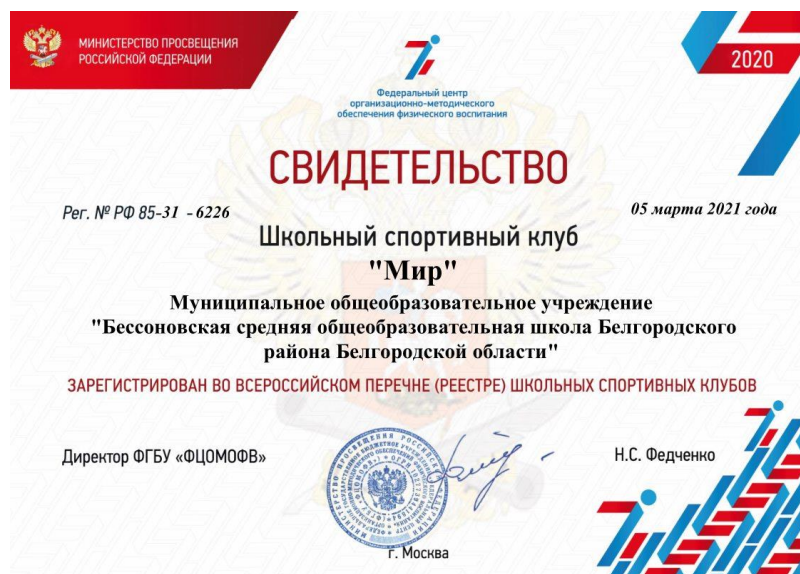 МИНИСТЕРСТВО ПРОСВЕЩЕНИЯ
РОССИЙСКОЙ ФЕДЕРАЦИИ
2020
Федеральный центр
организационно-методического
обеспечения физического воспитания
СВИДЕТЕЛЬСТВО
Рег. № РФ 85-31 - 6226
05 марта 2021 года
Школьный спортивный клуб
"Мир"
Муниципальное общеобразовательное учреждение
"Бессоновская средняя общеобразовательная школа Белгородского
района Белгородской области"
ЗАРЕГИСТРИРОВАН ВО ВСЕРОССИЙСКОМ ПЕРЕЧНЕ (РЕЕСТРЕ) ШКОЛЬНЫХ СПОРТИВНЫХ КЛУБОВ
Директор ФГБУ «ФЦОМОФВ»
Н.С. Федченко
г. Москва